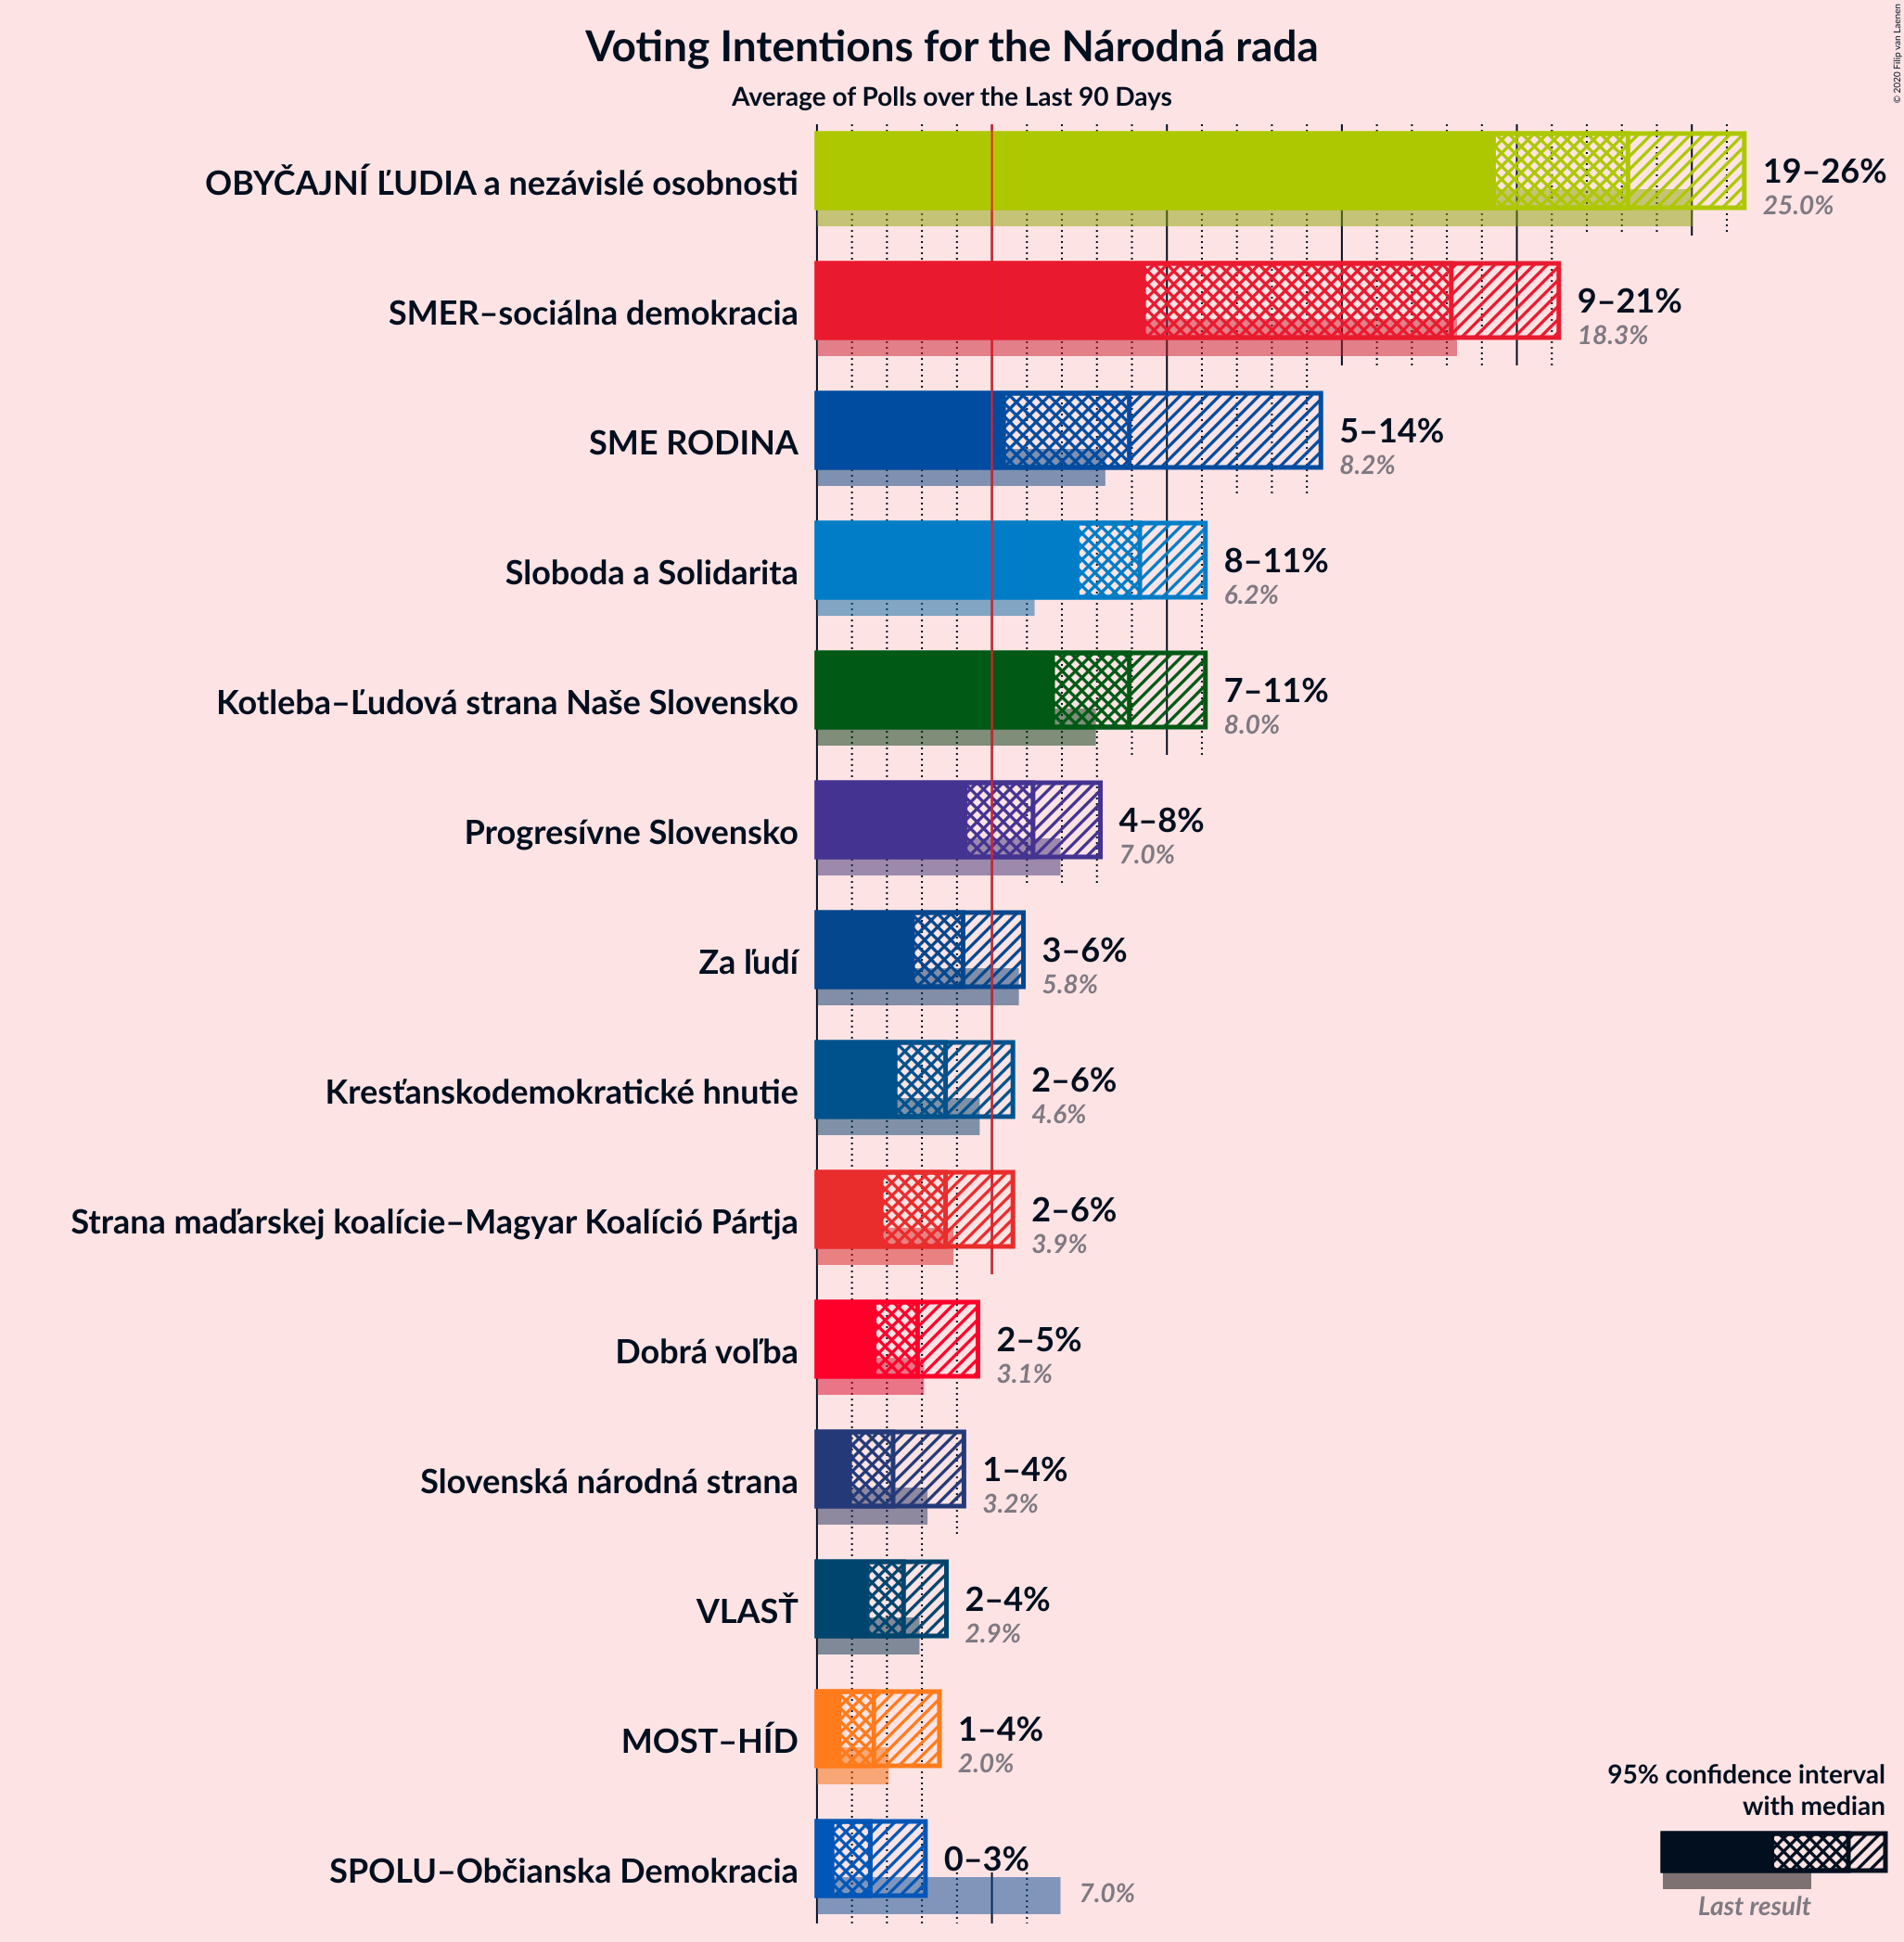 Voting Intentions for the Národná rada
Average of Polls over the Last 90 Days
© 2020 Filip van Laenen
OBYČAJNÍ ĽUDIA a nezávislé osobnosti
19–26%
25.0%
SMER–sociálna demokracia
9–21%
18.3%
SME RODINA
5–14%
8.2%
Sloboda a Solidarita
8–11%
6.2%
Kotleba–Ľudová strana Naše Slovensko
7–11%
8.0%
Progresívne Slovensko
4–8%
7.0%
Za ľudí
3–6%
5.8%
Kresťanskodemokratické hnutie
2–6%
4.6%
Strana maďarskej koalície–Magyar Koalíció Pártja
2–6%
3.9%
Dobrá voľba
2–5%
3.1%
Slovenská národná strana
1–4%
3.2%
VLASŤ
2–4%
2.9%
MOST–HÍD
1–4%
2.0%
SPOLU–Občianska Demokracia
0–3%
7.0%
95% confidence interval
with median
Last result